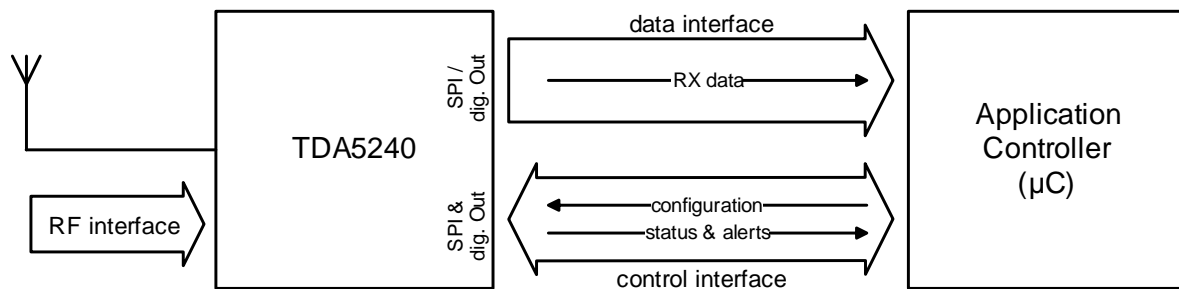 data interface
SPI /
dig. Out
RX data
TDA5240
Application
Controller
(µC)
RF interface
SPI &
dig. Out
configuration
status & alerts
control interface